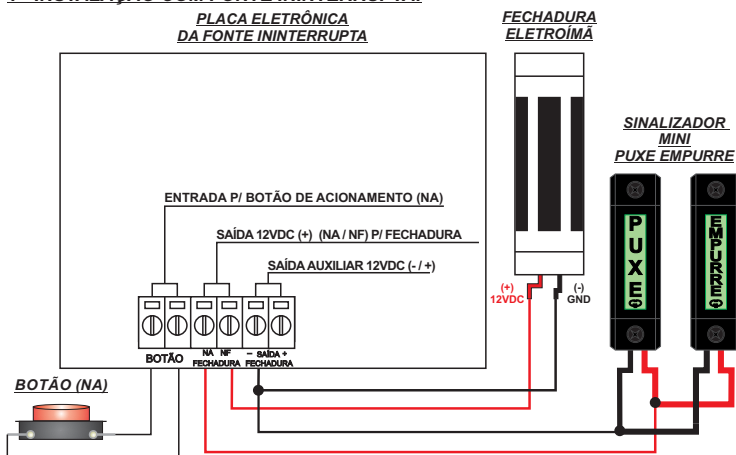 PLACA ELETRÔNICA
DA FONTE ININTERRUPTA
FECHADURA
ELETROÍMÃ
SINALIZADOR
MINI
PUXE EMPURRE
ENTRADA P/ BOTÃO DE ACIONAMENTO (NA)
SAÍDA 12VDC (+) (NA / NF) P/ FECHADURA
SAÍDA AUXILIAR 12VDC (- / +)
(+)
12VDC
(-)
GND
PUXE
EMPURRE
BOTÃO
NA NF
FECHADURA
– SAÍDA +
FECHADURA
BOTÃO (NA)